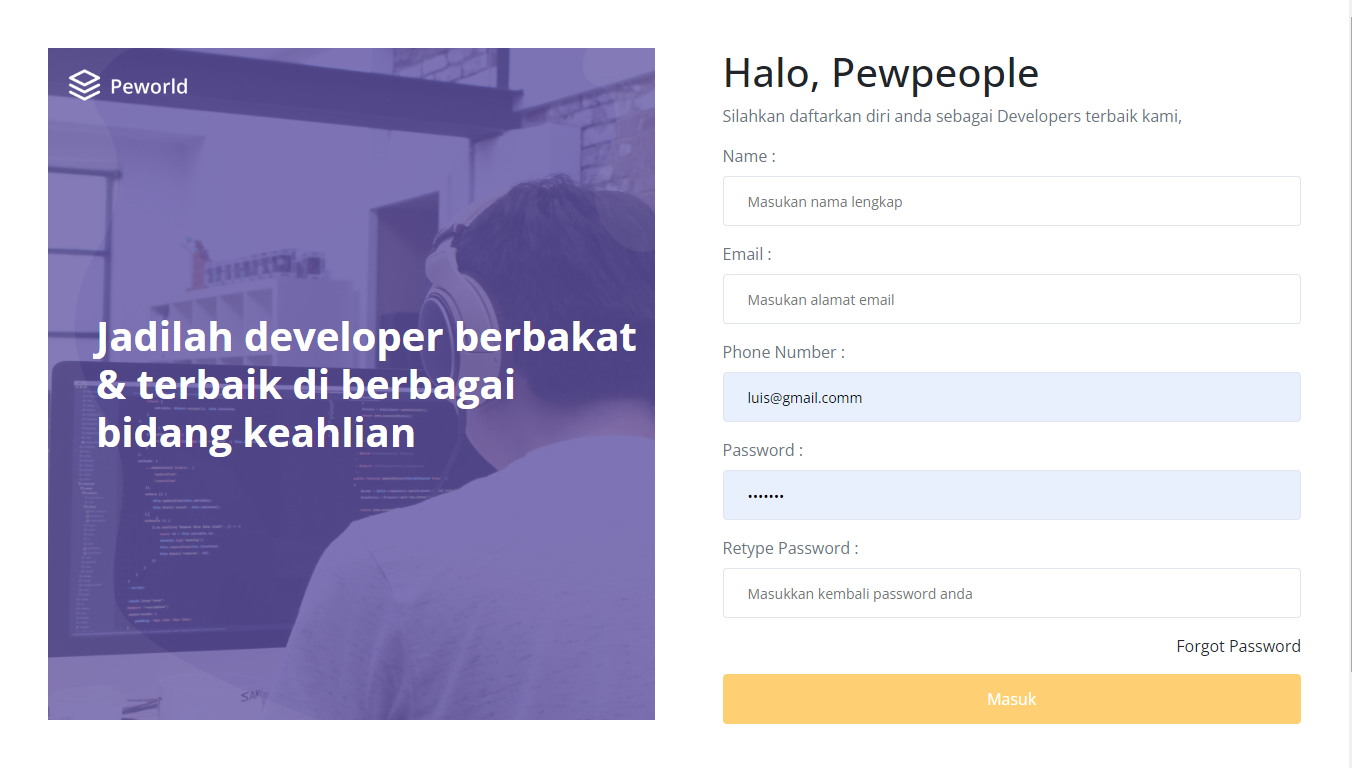 Peworld
Jadilah developer berbakat
& terbaik di berbagai
bidang keahlian
Halo, Pewpeople
Silahkan daftarkan diri anda sebagai Developers terbaik kami,
Name :
Masukan nama lengkap
Email :
Masukan alamat email
Phone Number :
luis@gmail.comm
Password :
•••••••
Retype Password :
Masukkan kembali password anda
Forgot Password
Masuk